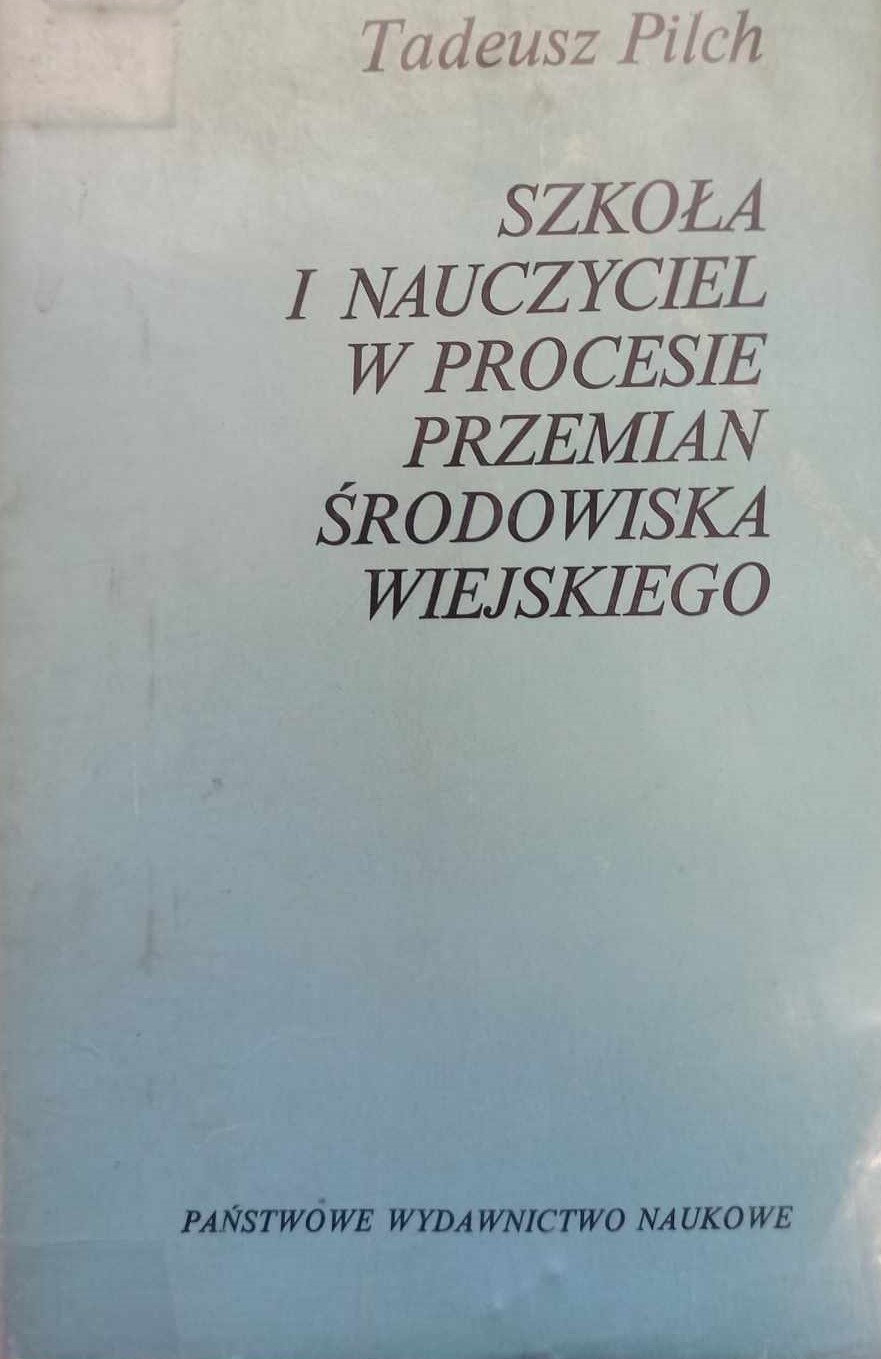 Tadeusz Pilch
SZKOŁA
I NAUCZYCIEL
W PROCESIE
PRZEMIAN
ŚRODOWISKA
WIEJSKIEGO
PAŃSTWOWE WYDAWNICTWO NAUKOWE